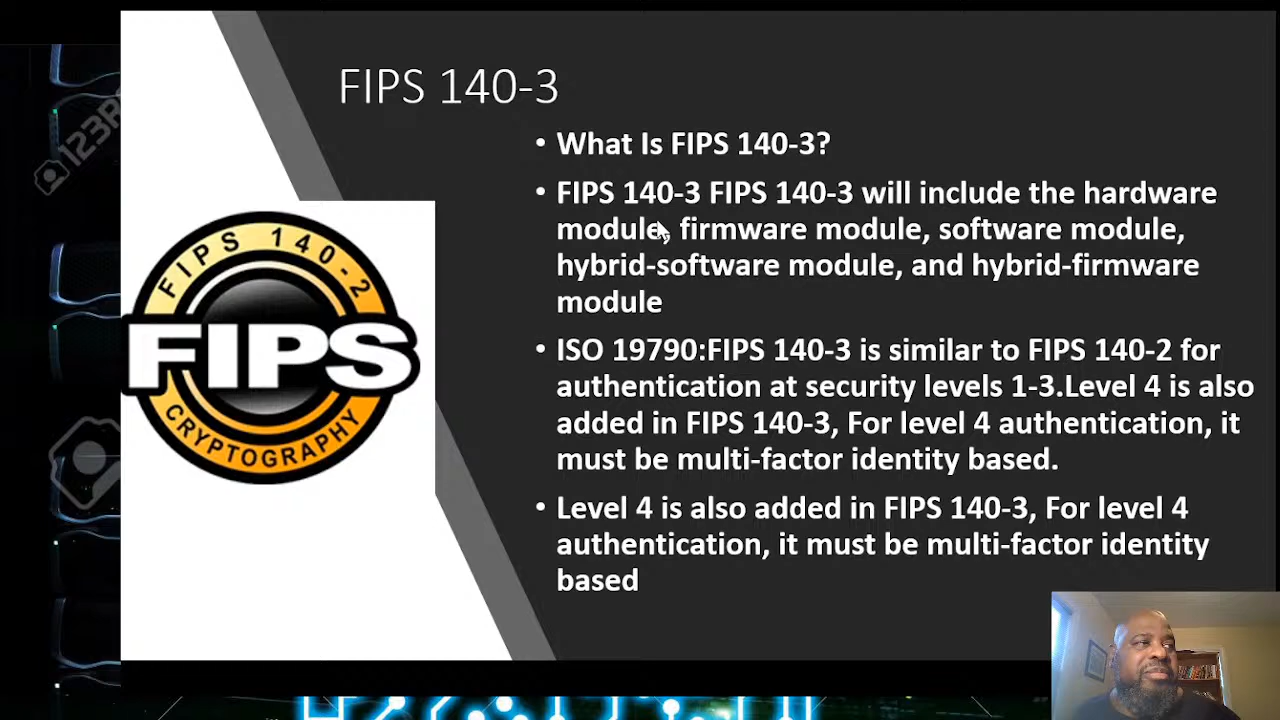 FIPS 140-3
• What Is FIPS 140-3?
• FIPS 140-3 FIPS 140-3 will include the hardware
module, firmware module, software module,
hybrid-software module, and hybrid-firmware
module
• ISO 19790:FIPS 140-3 is similar to FIPS 140-2 for
authentication at security levels 1-3.Level 4 is also
added in FIPS 140-3, For level 4 authentication, it
must be multi-factor identity based.
• Level 4 is also added in FIPS 140-3, For level 4
authentication, it must be multi-factor identity
based
FIPS 140-2
FIPS
CRYPTOGRAPHY